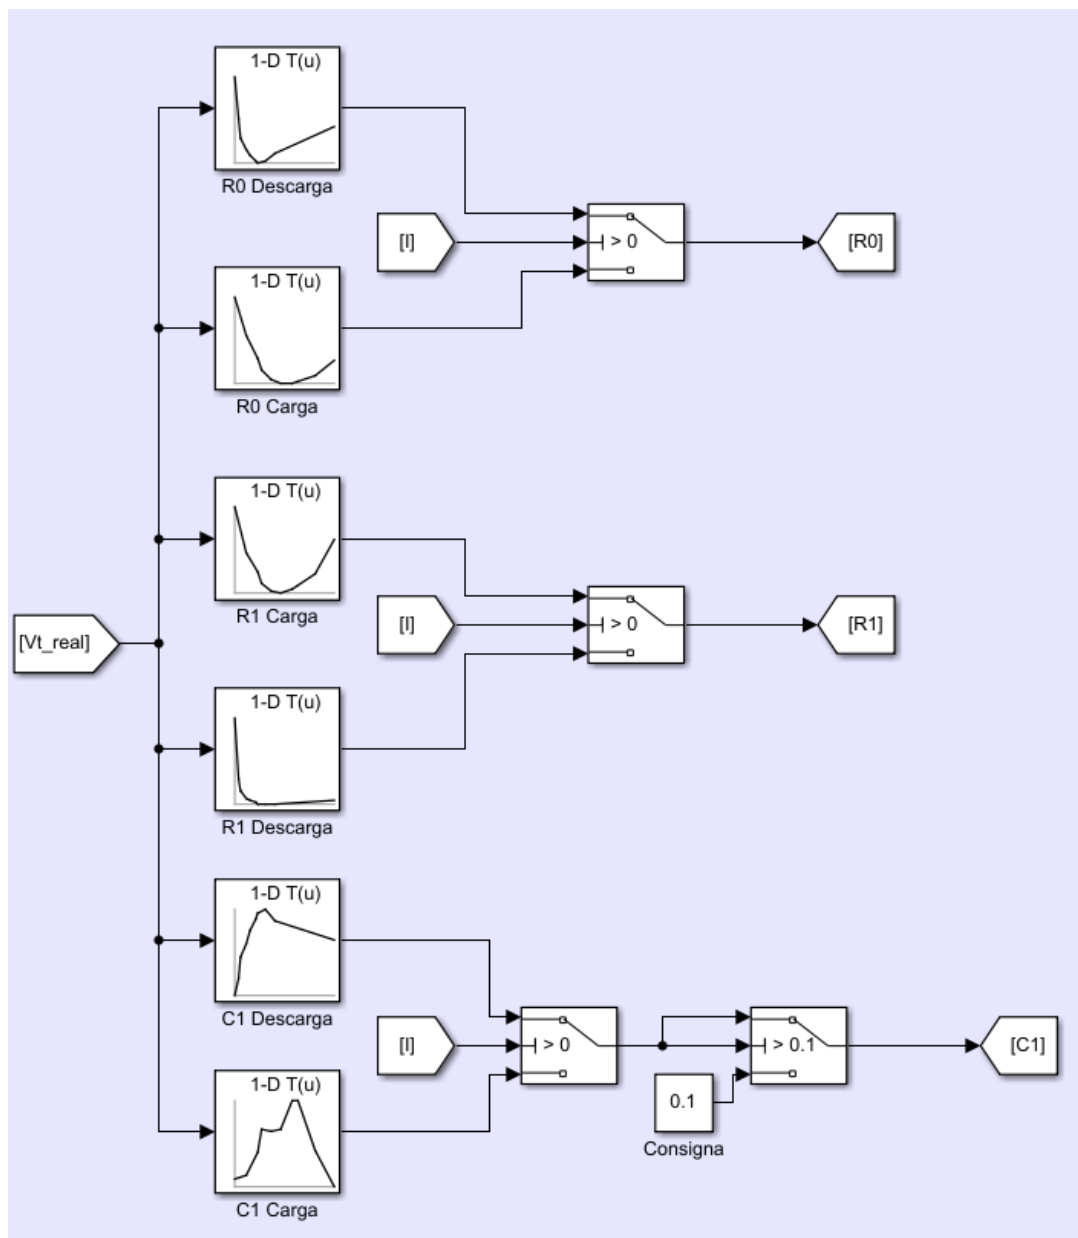 1-D T(u)
R0 Descarga
[I]
> 0
[R0]
1-D T(u)
R0 Carga
1-D T(u)
R1 Carga
[I]
> 0
[R1]
[Vt_real]
1-D T(u)
R1 Descarga
1-D T(u)
C1 Descarga
[I]
> 0
> 0.1
[C1]
1-D T(u)
0.1
Consigna
C1 Carga